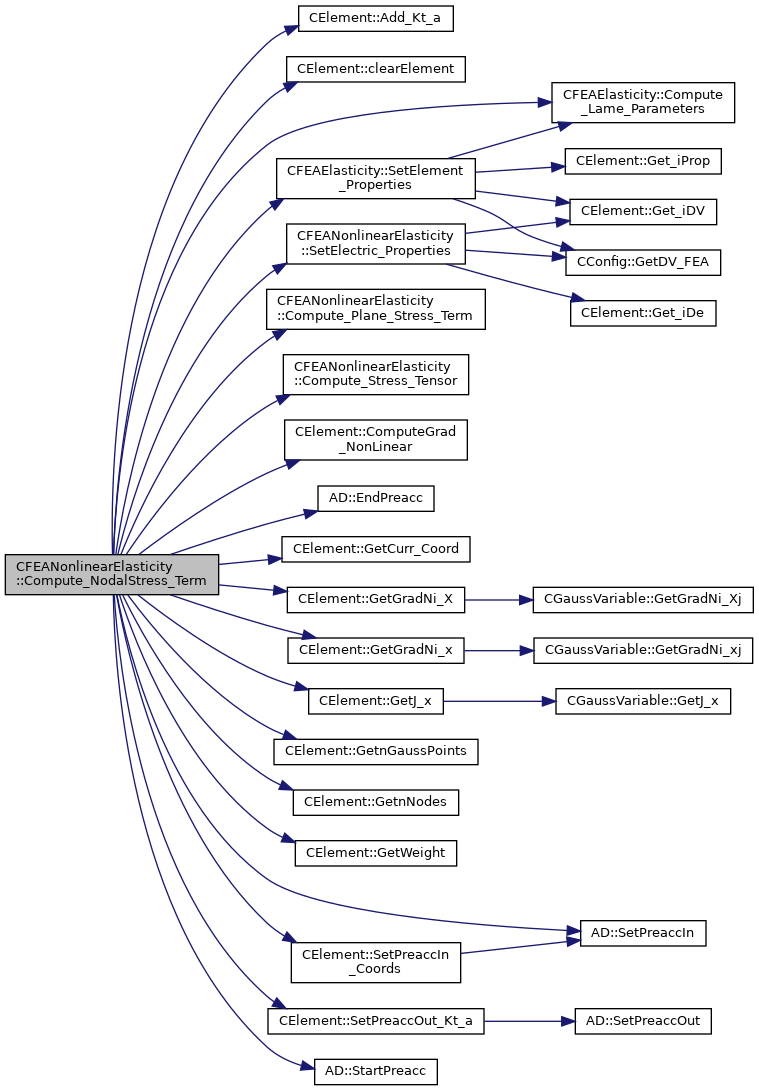 CElement::Add_Kt_a
CElement::clearElement
CFEAElasticity::Compute
_Lame_Parameters
CElement::Get_iProp
CFEAElasticity::SetElement
_Properties
CElement::Get_iDV
CFEANonlinearElasticity
::SetElectric_Properties
CConfig::GetDV_FEA
CElement::Get_iDe
CFEANonlinearElasticity
::Compute_Plane_Stress_Term
CFEANonlinearElasticity
::Compute_Stress_Tensor
CElement::ComputeGrad
_NonLinear
AD::EndPreacc
CElement::GetCurr_Coord
CFEANonlinearElasticity
::Compute_NodalStress_Term
CElement::GetGradNi_X
CGaussVariable::GetGradNi_Xj
CElement::GetGradNi_x
CGaussVariable::GetGradNi_xj
CElement::GetJ_x
CGaussVariable::GetJ_x
CElement::GetnGaussPoints
CElement::GetnNodes
CElement::GetWeight
AD::SetPreaccIn
CElement::SetPreaccIn
_Coords
CElement::SetPreaccOut_Kt_a
AD::SetPreaccOut
AD::StartPreacc